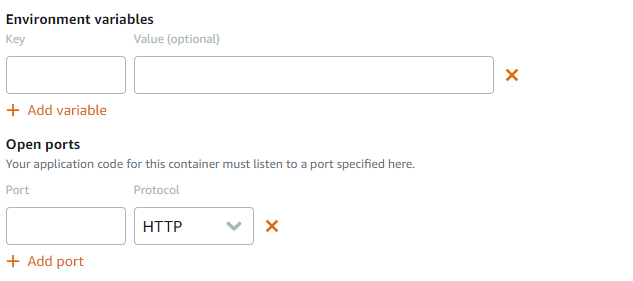 Environment variables
Key Value (optional)
Add variable
Open ports
Your application code for this container must listen to a port specified here.
Port Protocol
HTTP
Add port